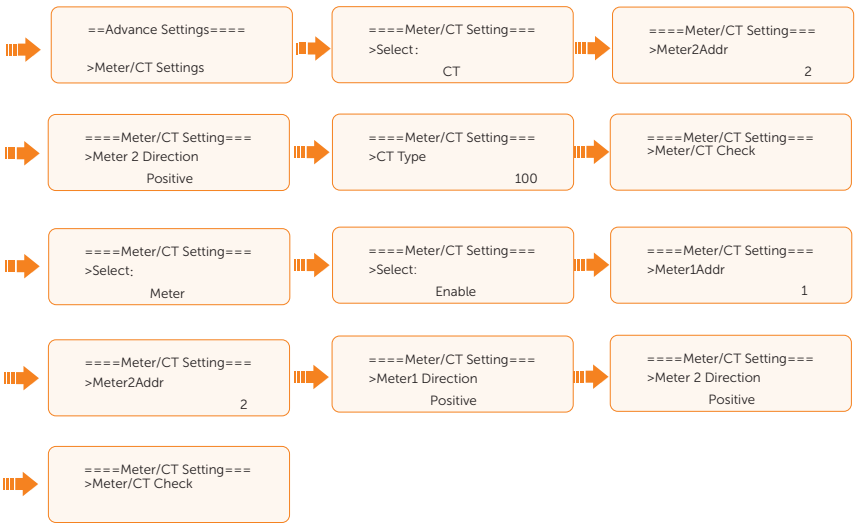 ==Advance Settings====
>Meter/CT Settings
====Meter/CT Setting===
>Select:
CT
====Meter/CT Setting===
>Meter2Addr
2
====Meter/CT Setting===
>Meter 2 Direction
Positive
====Meter/CT Setting===
>CT Type
100
====Meter/CT Setting===
>Meter/CT Check
====Meter/CT Setting===
>Select:
Meter
====Meter/CT Setting===
>Select:
Enable
====Meter/CT Setting===
>Meter1Addr
1
====Meter/CT Setting===
>Meter2Addr
2
====Meter/CT Setting===
>Meter1 Direction
Positive
====Meter/CT Setting===
>Meter 2 Direction
Positive
====Meter/CT Setting===
>Meter/CT Check